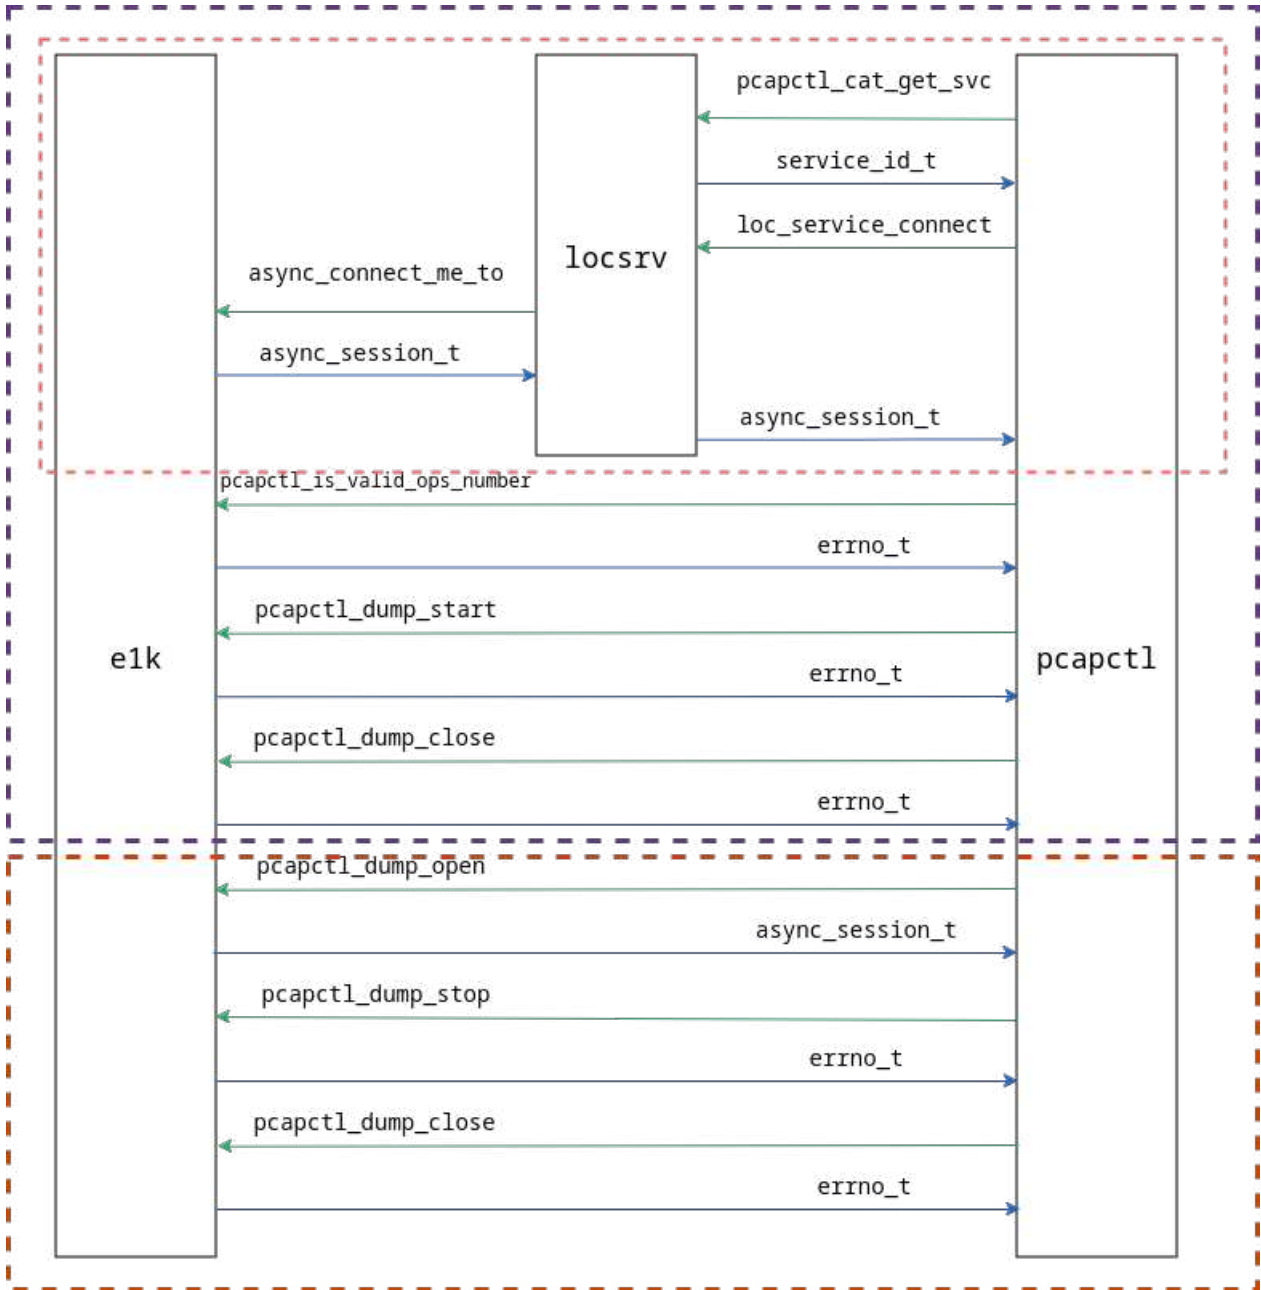 pcapctl_cat_get_svc
service_id_t
loc_service_connect
locsrv
async_connect_me_to
async_session_t
async_session_t
pcapctl_is_valid_ops_number
errno_t
pcapctl_dump_start
e1k
pcapctl
errno_t
pcapctl_dump_close
errno_t
pcapctl_dump_open
async_session_t
pcapctl_dump_stop
errno_t
pcapctl_dump_close
errno_t